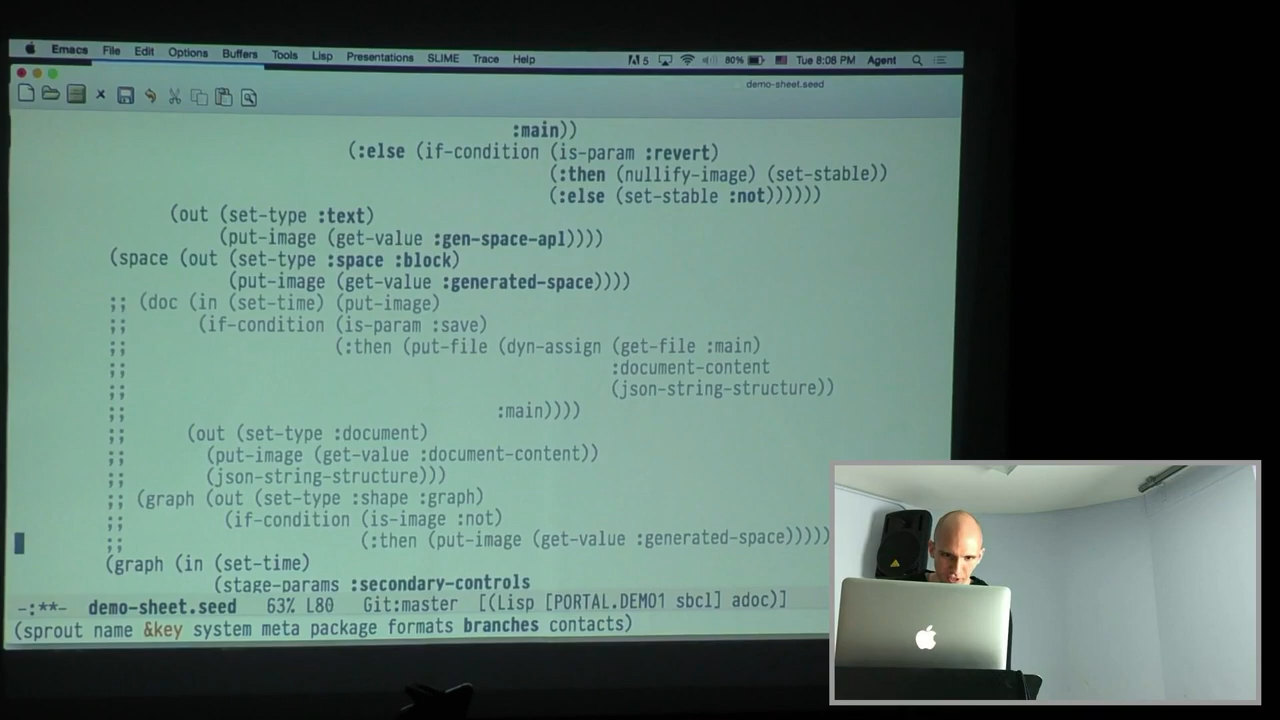 Emacs File Edit Options Buffers Tools Lisp Presentations SLIME Trace Help 5 80% Tue 8:06 PM Agent
demo-sheet.seed
:main))
(:else (if-condition (is-param :revert)
(:then (nullify-image) (set-stable))
(:else (set-stable :not))))))
(out (set-type :text)
(put-image (get-value :gen-space-apl))))
(space (out (set-type :space :block)
(put-image (get-value :generated-space))))
;; (doc (in (set-time) (put-image)
;; (if-condition (is-param :save)
;; (:then (put-file (dyn-assign (get-file :main)
;; :document-content
;; (json-string-structure))
;; :main))))
;; (out (set-type :document)
;; (put-image (get-value :document-content))
;; (json-string-structure)))
;; (graph (out (set-type :shape :graph)
;; (if-condition (is-image :not)
;; (:then (put-image (get-value :generated-space)))))
(graph (in (set-time)
(stage-params :secondary-controls
-:**- demo-sheet.seed 63% L80 Git:master [(Lisp [PORTAL.DEMO1 sbcl] adoc)]
(sprout name &key system meta package formats branches contacts)